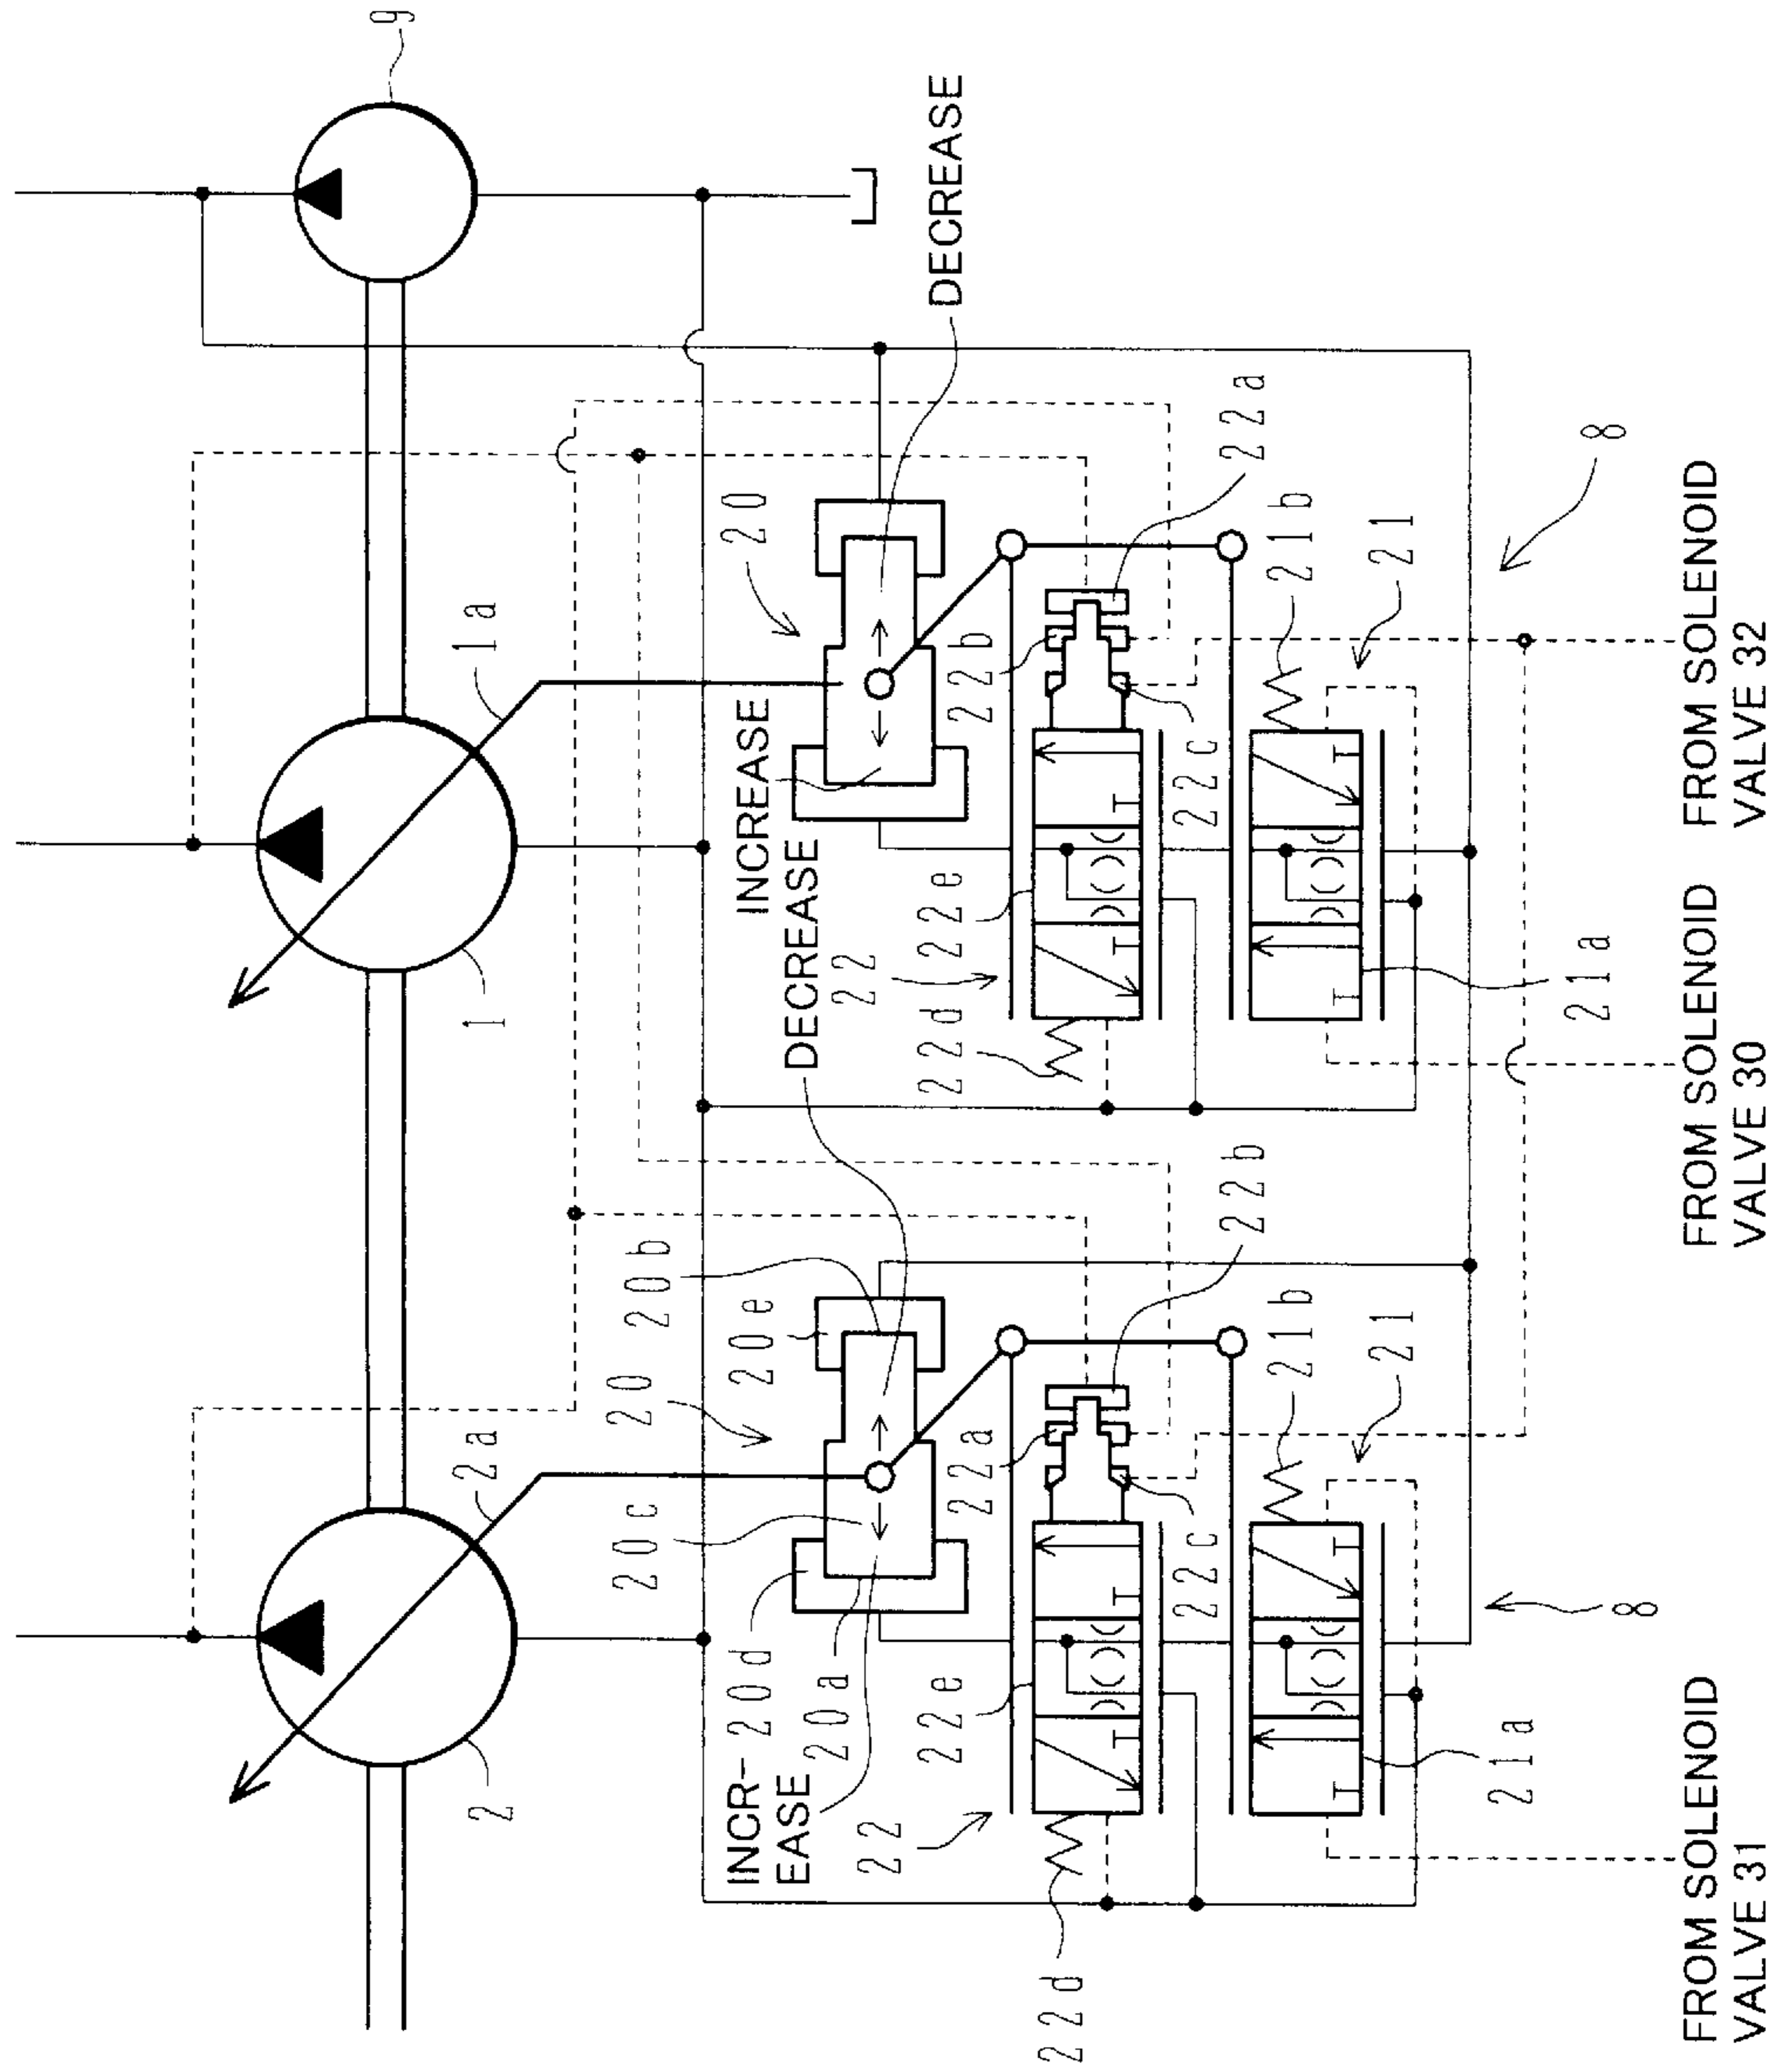 9
DECREASE
1a
20
22a
8
INCREASE
22b
21b
21
FROM SOLENOID
VALVE 32
1
DECREASE
22
22e
22d
22c
21a
FROM SOLENOID
VALVE 30
2a
20
20b
20e
20c
22b
22a
21b
21
2
INCR-
EASE
20d
20a
22
22e
22c
8
21a
22d
FROM SOLENOID
VALVE 31